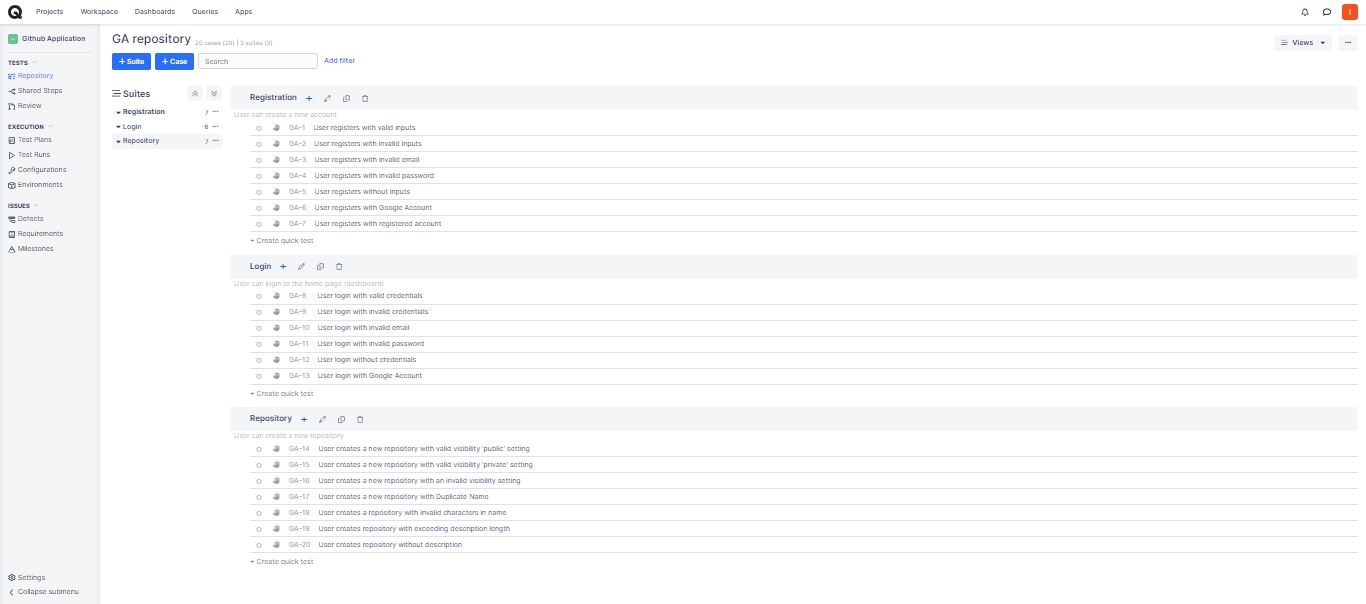 Projects Workspace Dashboards Queries Apps
Github Application
TESTS
Repository
Shared Steps
Review
EXECUTION
Test Plans
Test Runs
Configurations
Environments
ISSUES
Defects
Requirements
Milestones
Settings
Collapse submenu
GA repository 20 cases (20) | 3 suites (3)
Views
+ Suite + Case Search Add filter
Suites
Registration 7
Login 6
Repository 7
Registration
User can create a new account
GA-1 User registers with valid inputs
GA-2 User registers with invalid inputs
GA-3 User registers with invalid email
GA-4 User registers with invalid password
GA-5 User registers without inputs
GA-6 User registers with Google Account
GA-7 User registers with registered account
+ Create quick test
Login
User can login to the home page (dashboard)
GA-8 User login with valid credentials
GA-9 User login with invalid credentials
GA-10 User login with invalid email
GA-11 User login with invalid password
GA-12 User login without credentials
GA-13 User login with Google Account
+ Create quick test
Repository
User can create a new repository
GA-14 User creates a new repository with valid visibility 'public' setting
GA-15 User creates a new repository with valid visibility 'private' setting
GA-16 User creates a new repository with an invalid visibility setting
GA-17 User creates a new repository with Duplicate Name
GA-18 User creates a repository with invalid characters in name
GA-19 User creates repository with exceeding description length
GA-20 User creates repository without description
+ Create quick test